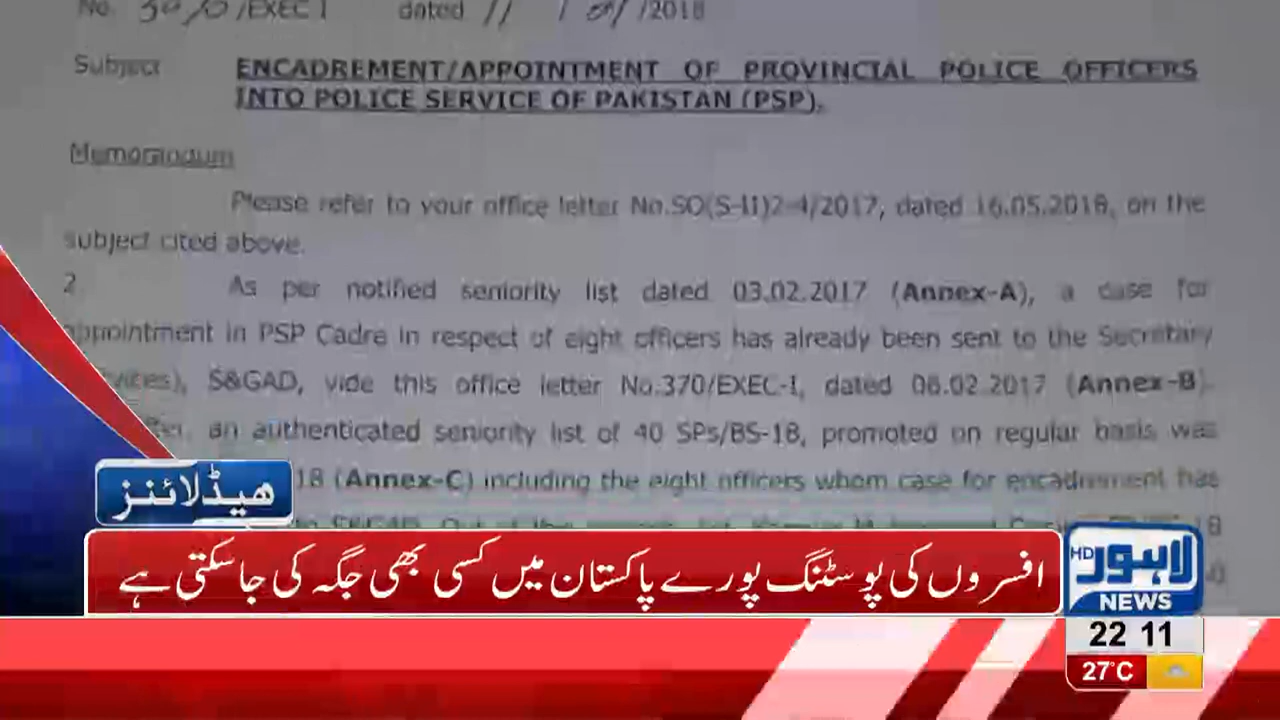 No. /EXEC I dated 11 / /2018
Subject ENCADREMENT/APPOINTMENT OF PROVINCIAL POLICE OFFICERS
INTO POLICE SERVICE OF PAKISTAN (PSP).
Memorandum
Please refer to your office letter No.SO(S-II)2-4/2017, dated 16.05.2018, on the
subject cited above.
2 As per notified seniority list dated 03.02.2017 (Annex-A), a case for
appointment in PSP Cadre in respect of eight officers has already been sent to the Secretary
S&GAD, vide this office letter No.370/EXEC-I, dated 06.02.2017 (Annex-B).
an authenticated seniority list of 40 SPs/BS-18, promoted on regular basis was
18 (Annex-C) including the eight officers whom case for encadrement has
ھیڈلائنز
افسروں کی پوسٹنگ پورے پاکستان میں کسی بھی جگہ کی جاسکتی ہے
لاہور HD
NEWS
22 11
27°C